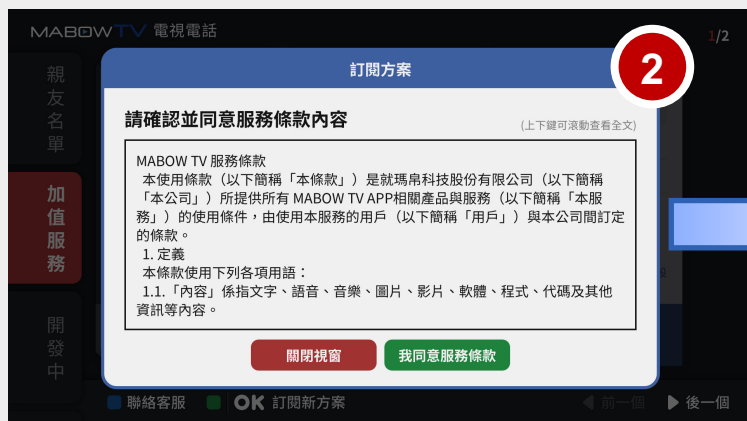 MABOW TV 電視電話
1/2
親友名單
加值服務
開發中
訂閱方案
2
請確認並同意服務條款內容
(上下鍵可滾動查看全文)
MABOW TV 服務條款
本使用條款（以下簡稱「本條款」）是就瑪帛科技股份有限公司（以下簡稱
「本公司」）所提供所有 MABOW TV APP相關產品與服務（以下簡稱「本服
務」）的使用條件，由使用本服務的用戶（以下簡稱「用戶」）與本公司間訂定
的條款。
1. 定義
本條款使用下列各項用語：
1.1.「內容」係指文字、語音、音樂、圖片、影片、軟體、程式、代碼及其他
資訊等內容。
關閉視窗
我同意服務條款
聯絡客服
OK 訂閱新方案
前一個
後一個